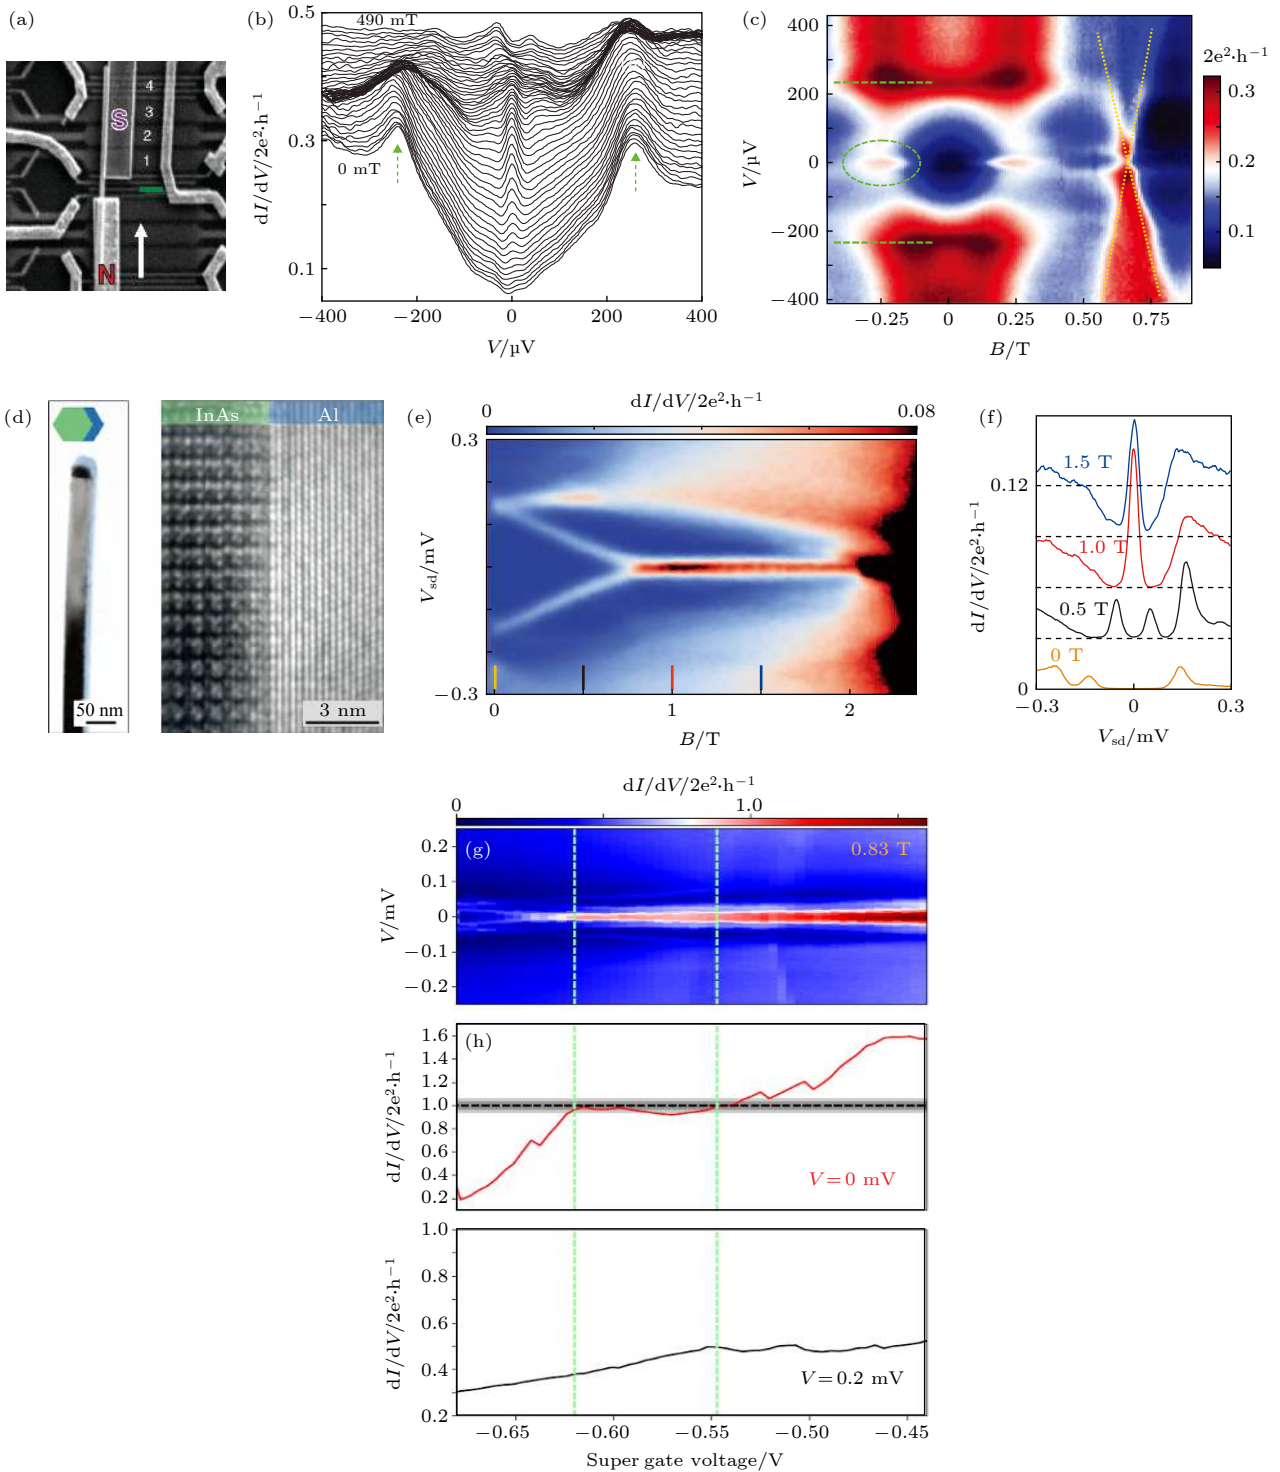 (a)
S
4
3
2
1
N
(b)
490 mT
0 mT
0.5
0.3
0.1
dI/dV/2e²·h⁻¹
−400
−200
0
200
400
V/µV
(c)
2e²·h⁻¹
400
200
0
−200
−400
V/µV
0.3
0.2
0.1
−0.25
0
0.25
0.50
0.75
B/T
(d)
InAs
Al
50 nm
3 nm
(e)
dI/dV/2e²·h⁻¹
0
0.08
0.3
−0.3
Vsd/mV
0
1
2
B/T
(f)
1.5 T
1.0 T
0.5 T
0 T
0.12
0
dI/dV/2e²·h⁻¹
−0.3
0
0.3
Vsd/mV
dI/dV/2e²·h⁻¹
0
1.0
(g)
0.83 T
0.2
0.1
0
−0.1
−0.2
V/mV
(h)
1.6
1.4
1.2
1.0
0.8
0.6
0.4
0.2
dI/dV/2e²·h⁻¹
V=0 mV
1.0
0.8
0.6
0.4
0.2
dI/dV/2e²·h⁻¹
V=0.2 mV
−0.65
−0.60
−0.55
−0.50
−0.45
Super gate voltage/V